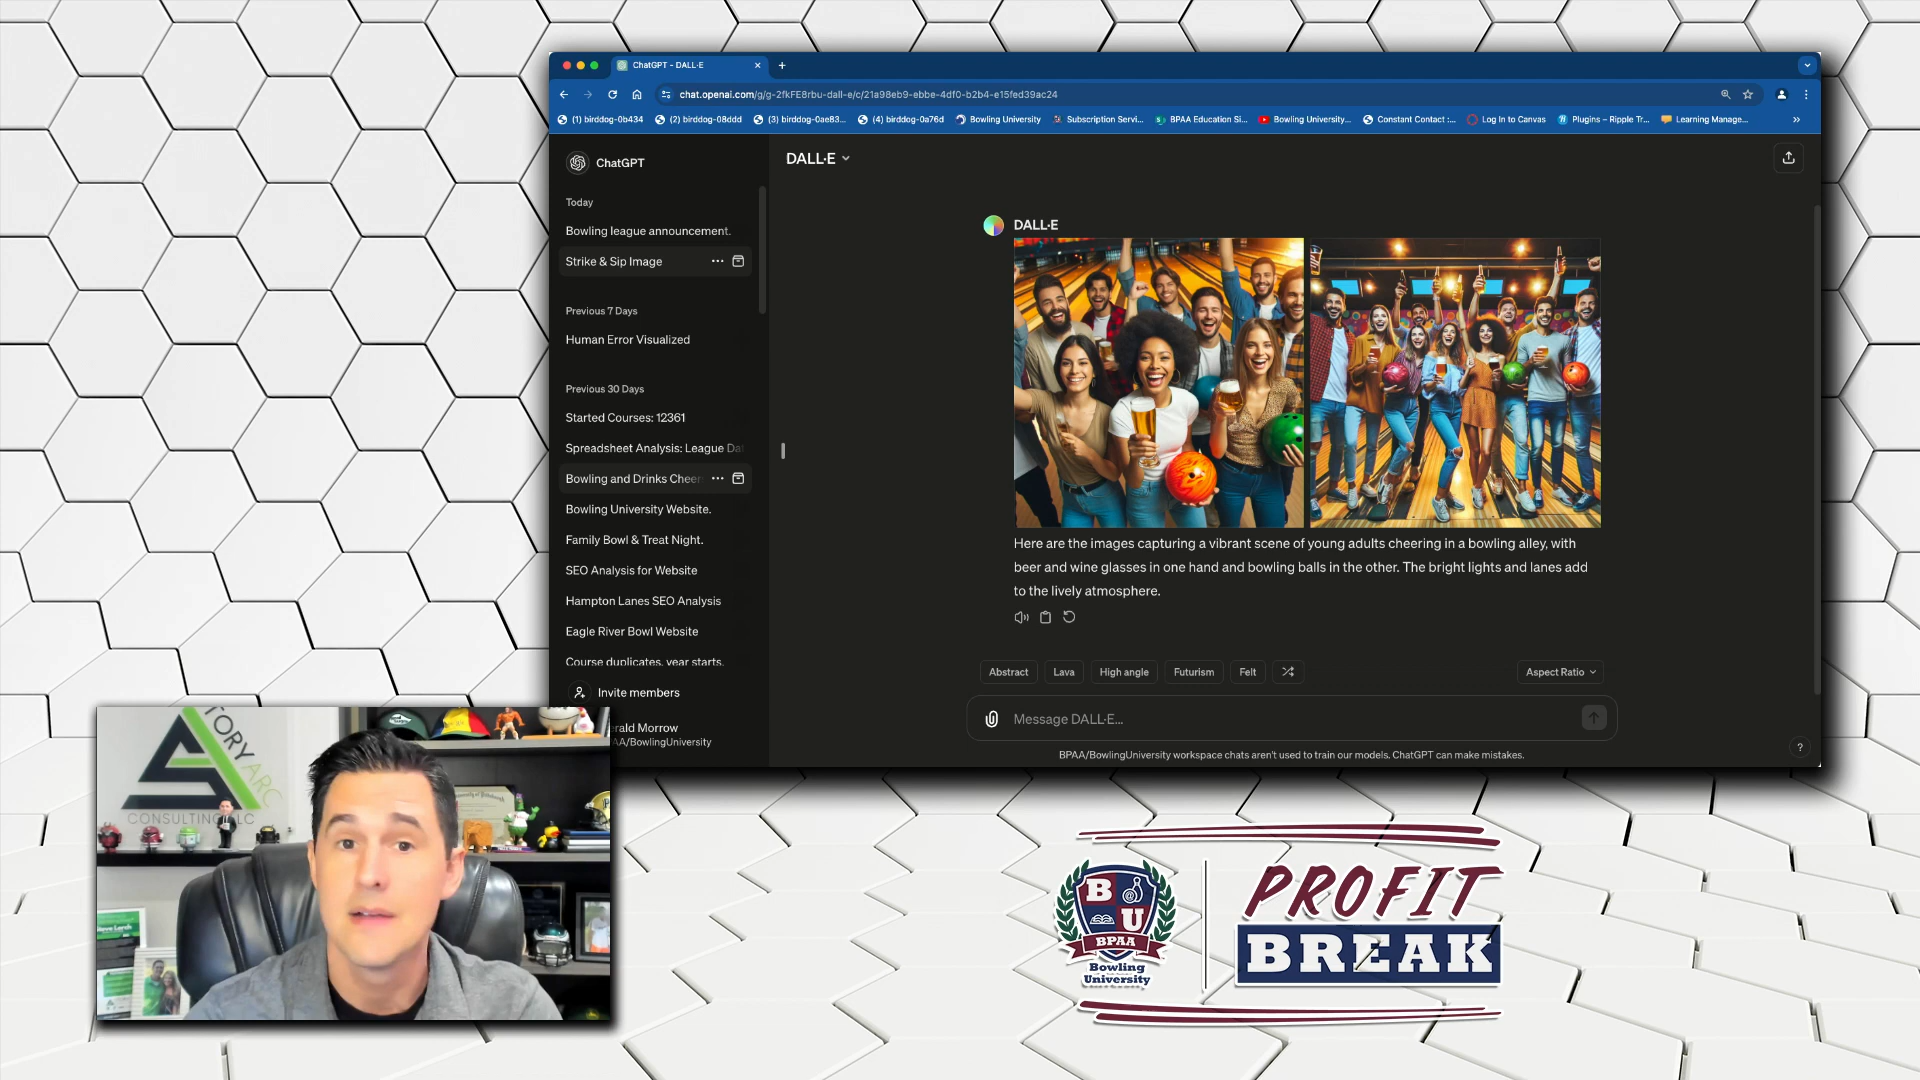 ChatGPT - DALL·E
chat.openai.com/g/g-2fkFE8rbu-dall-e/c/21a98eb9-ebbe-4df0-b2b4-e15fed39ac24
(1) birddog-0b434
(2) birddog-08ddd
(3) birddog-0ae83...
(4) birddog-0a76d
Bowling University
Subscription Servi...
BPAA Education Si...
Bowling University...
Constant Contact :...
Log In to Canvas
Plugins – Ripple Tr...
Learning Manage...
ChatGPT
DALL·E
Today
Bowling league announcement.
Strike & Sip Image
Previous 7 Days
Human Error Visualized
Previous 30 Days
Started Courses: 12361
Spreadsheet Analysis: League Da
Bowling and Drinks Cheer
Bowling University Website.
Family Bowl & Treat Night.
SEO Analysis for Website
Hampton Lanes SEO Analysis
Eagle River Bowl Website
Course duplicates, year starts.
Invite members
erald Morrow
AA/BowlingUniversity
DALL·E
Here are the images capturing a vibrant scene of young adults cheering in a bowling alley, with
beer and wine glasses in one hand and bowling balls in the other. The bright lights and lanes add
to the lively atmosphere.
Abstract
Lava
High angle
Futurism
Felt
Aspect Ratio
Message DALL·E...
BPAA/BowlingUniversity workspace chats aren't used to train our models. ChatGPT can make mistakes.
?
TORY ARC
CONSULTING LLC
B
U
BPAA
Bowling
University
PROFIT
BREAK